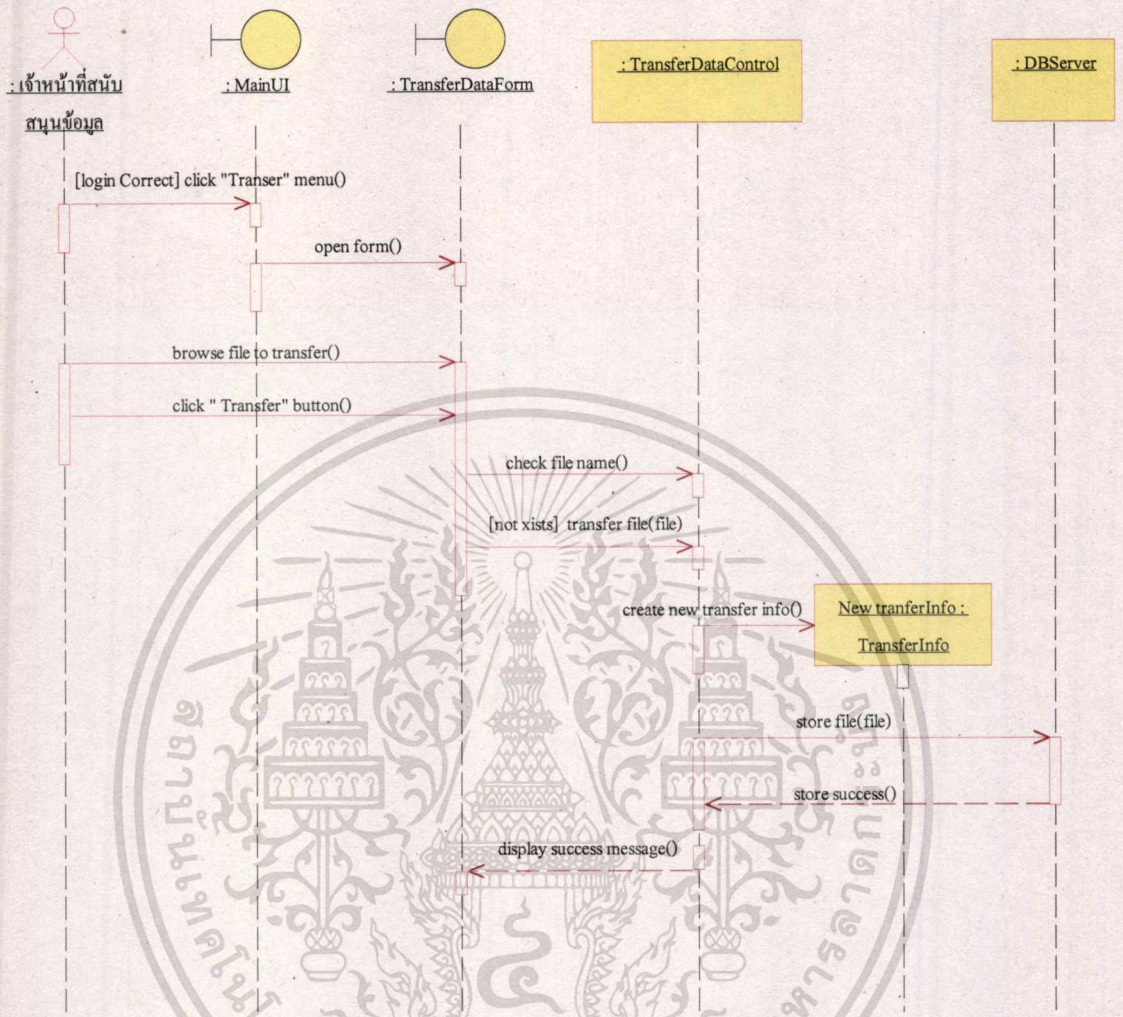 : เจ้าหน้าที่สนับ
สนุนข้อมูล
: MainUI
: TransferDataForm
: TransferDataControl
: DBServer
[login Correct] click "Transer" menu()
open form()
browse file to transfer()
click " Transfer" button()
check file name()
[not xists] transfer file(file)
create new transfer info()
New tranferInfo :
TransferInfo
store file(file)
store success()
display success message()